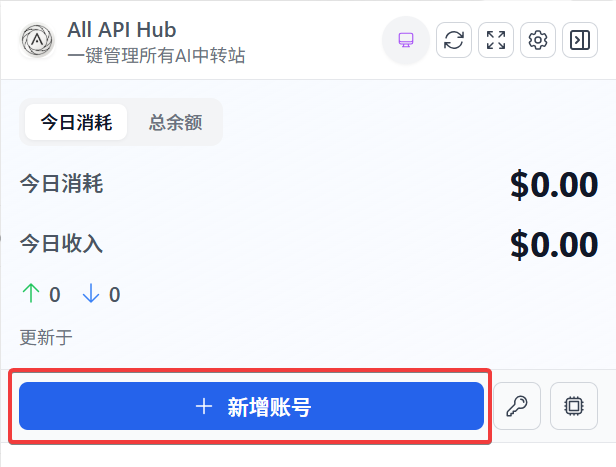 All API Hub
一键管理所有AI中转站
今日消耗 总余额
今日消耗 $0.00
今日收入 $0.00
↑ 0 ↓ 0
更新于
+ 新增账号